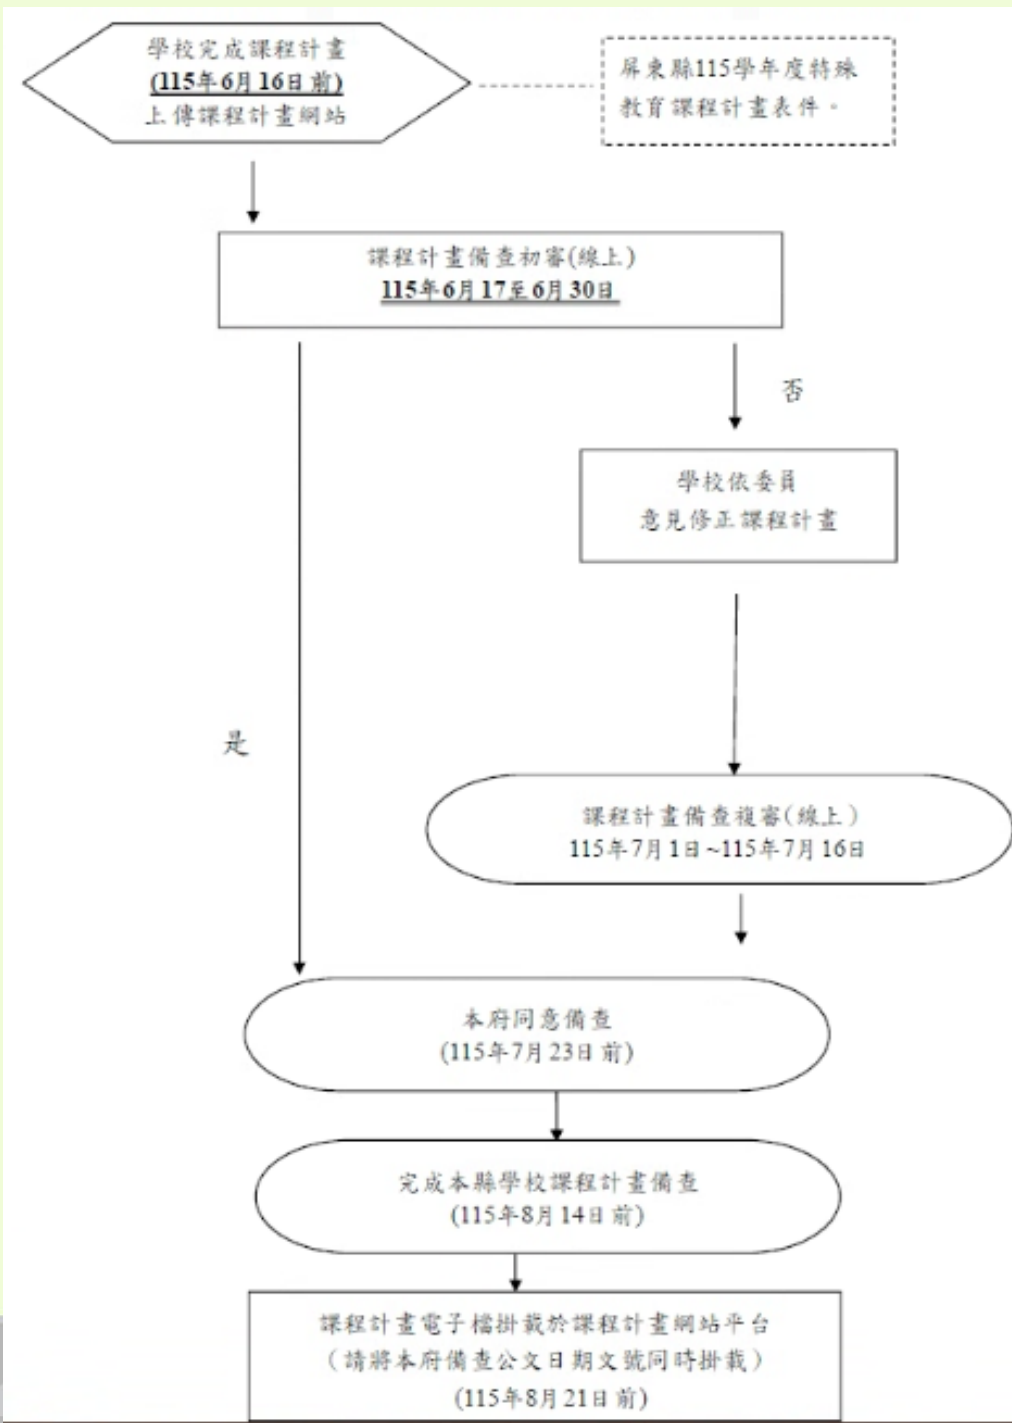 學校完成課程計畫
(115年6月16日前)
上傳課程計畫網站
屏東縣115學年度特殊
教育課程計畫表件。
課程計畫備查初審(線上)
115年6月17至6月30日
否
學校依委員
意見修正課程計畫
是
課程計畫備查複審(線上)
115年7月1日~115年7月16日
本府同意備查
(115年7月23日前)
完成本縣學校課程計畫備查
(115年8月14日前)
課程計畫電子檔掛載於課程計畫網站平台
(請將本府備查公文日期文號同時掛載)
(115年8月21日前)